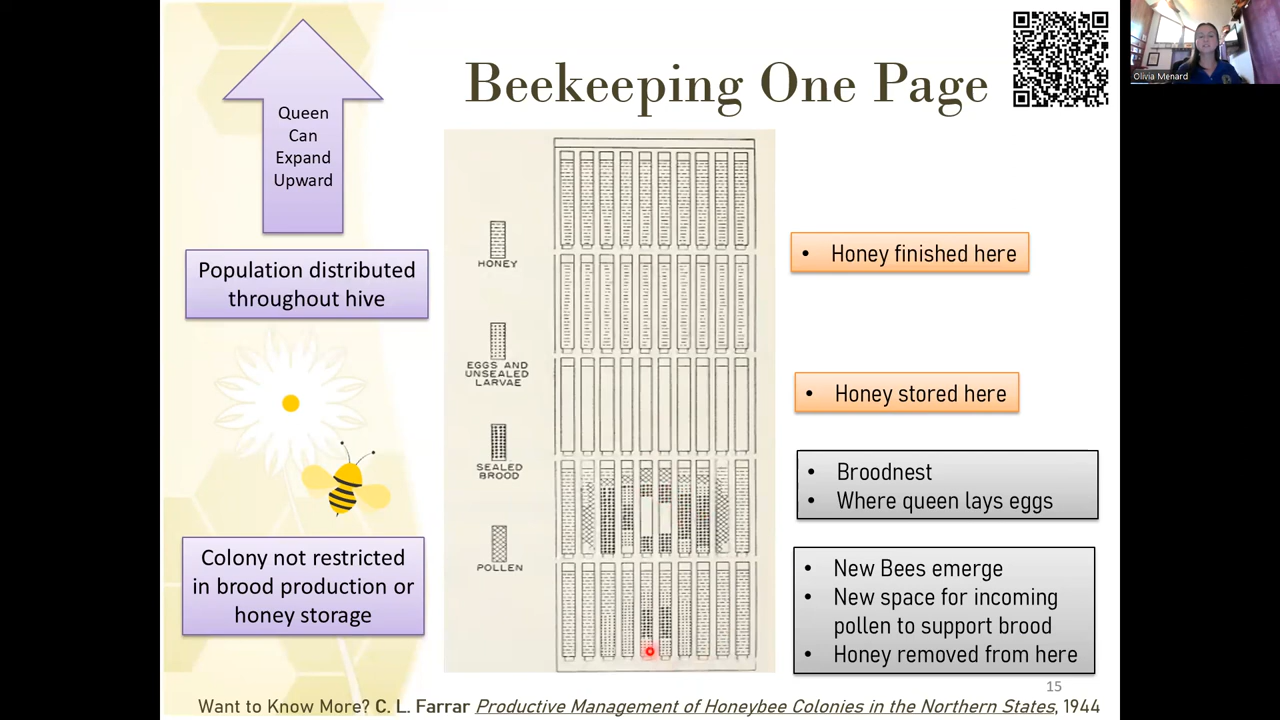 Queen
Can
Expand
Upward
Beekeeping One Page
Olivia Menard
Population distributed
throughout hive
Colony not restricted
in brood production or
honey storage
HONEY
EGGS AND
UNSEALED
LARVAE
SEALED
BROOD
POLLEN
• Honey finished here
• Honey stored here
• Broodnest
• Where queen lays eggs
• New Bees emerge
• New space for incoming
pollen to support brood
• Honey removed from here
15
Want to Know More? C. L. Farrar Productive Management of Honeybee Colonies in the Northern States, 1944